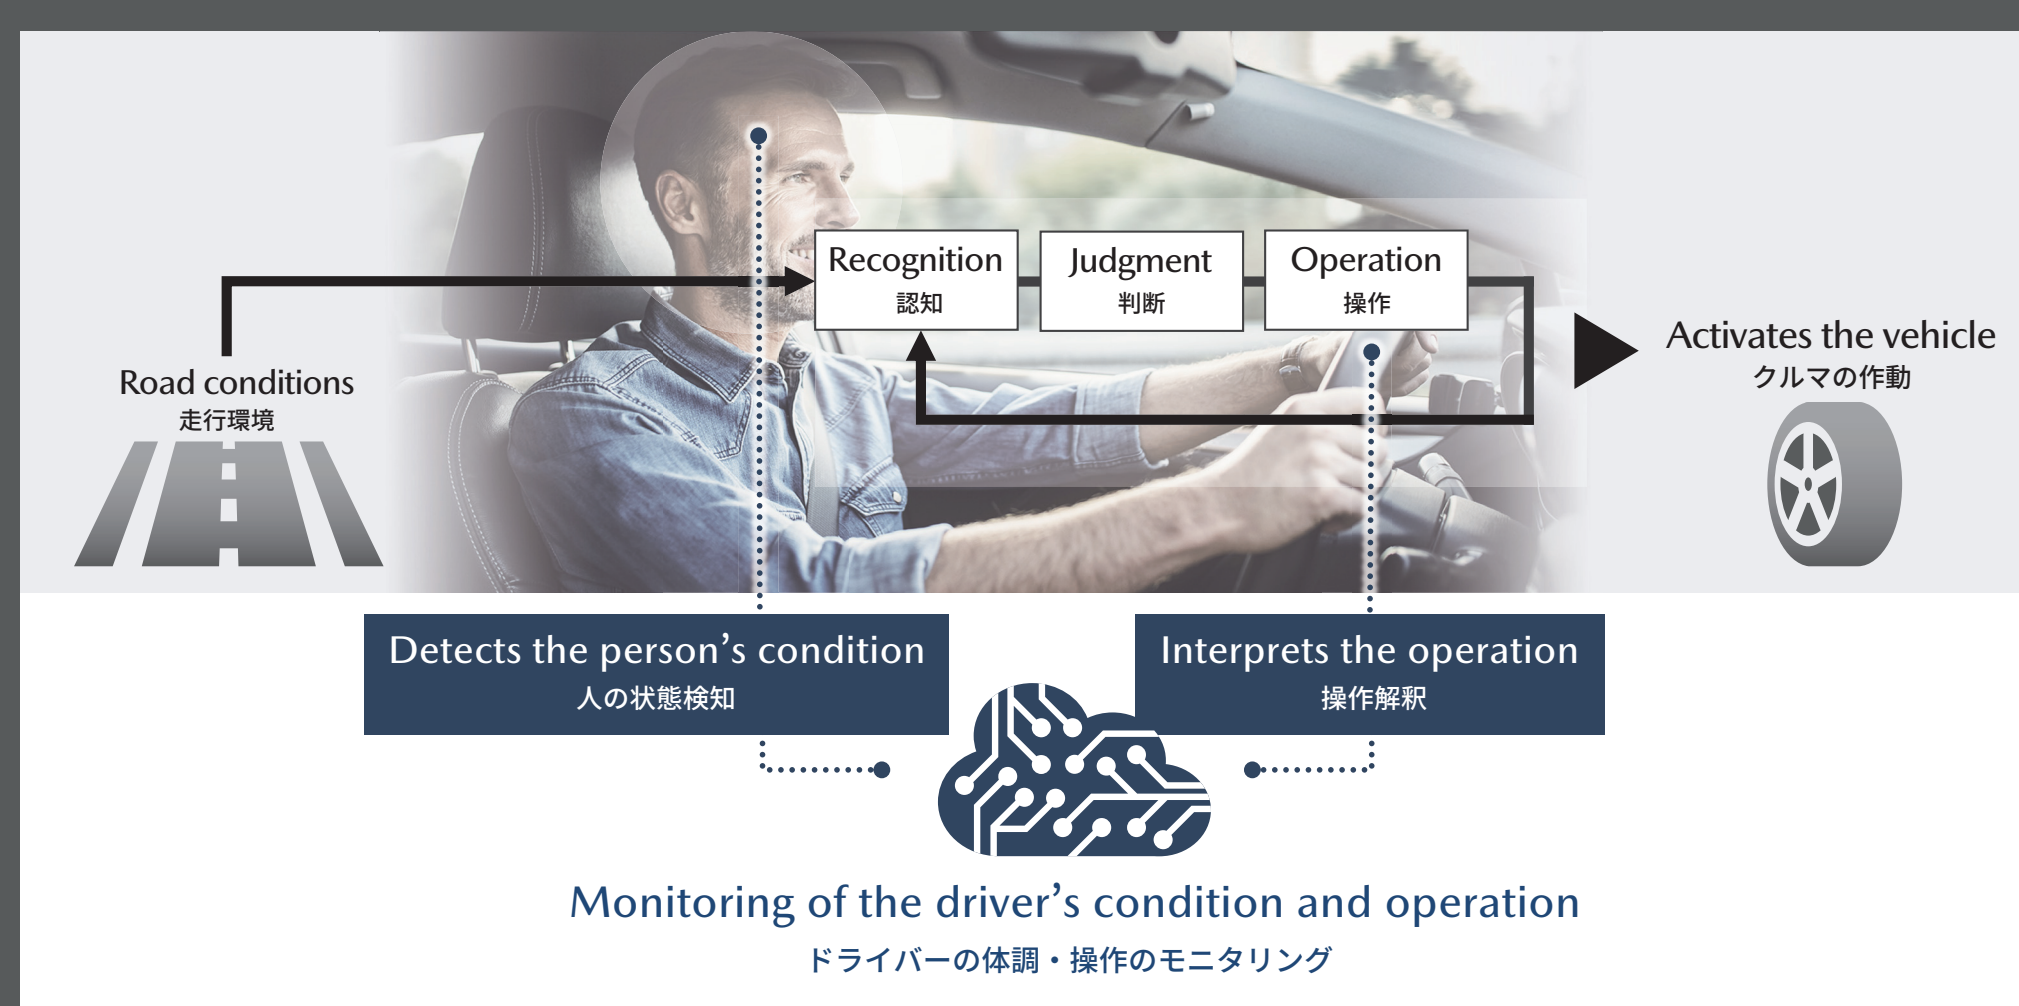 Recognition
認知
Judgment
判断
Operation
操作
Road conditions
走行環境
Activates the vehicle
クルマの作動
Detects the person’s condition
人の状態検知
Interprets the operation
操作解釈
Monitoring of the driver’s condition and operation
ドライバーの体調・操作のモニタリング